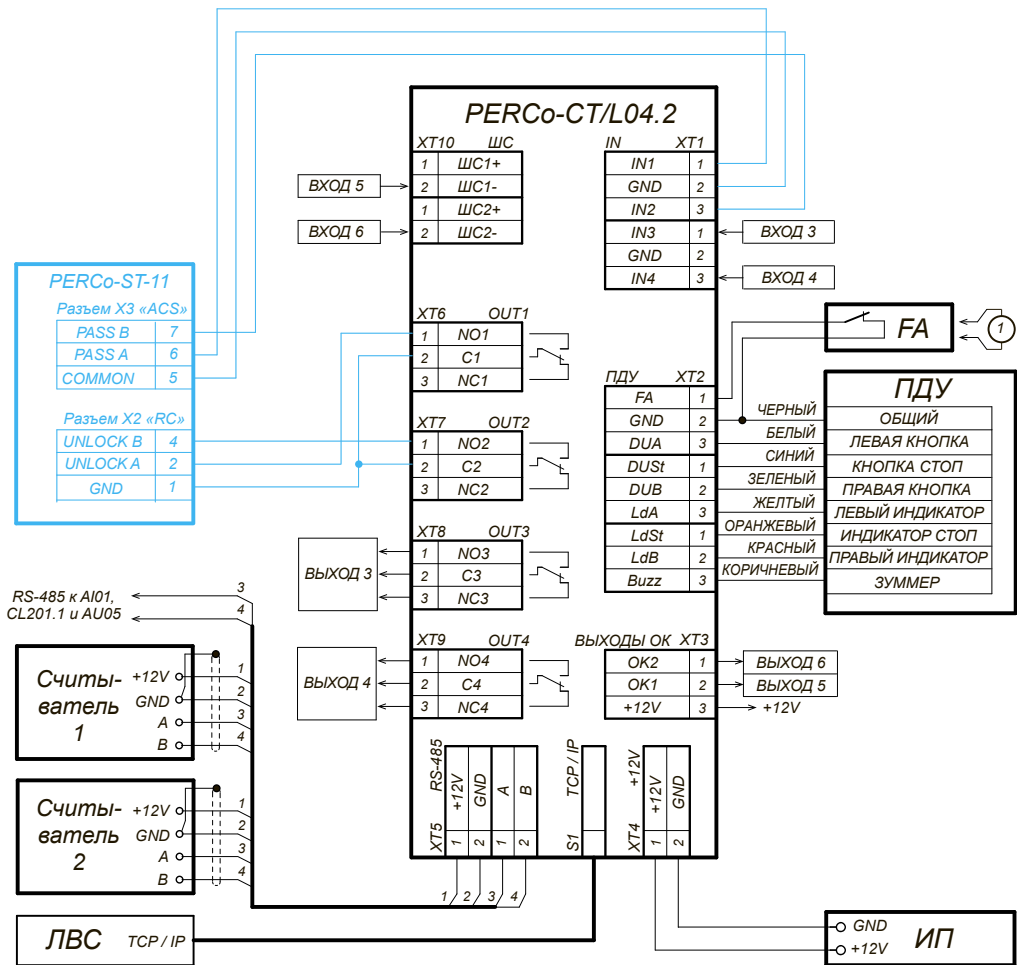 PERCo-CT/L04.2
XT10 ШС
1 ШС1+
2 ШС1-
1 ШС2+
2 ШС2-
ВХОД 5
ВХОД 6
IN XT1
IN1 1
GND 2
IN2 3
IN3 1
GND 2
IN4 3
ВХОД 3
ВХОД 4
PERCo-ST-11
Разъем X3 «ACS»
PASS B 7
PASS A 6
COMMON 5
Разъем X2 «RC»
UNLOCK B 4
UNLOCK A 2
GND 1
XT6 OUT1
1 NO1
2 C1
3 NC1
XT7 OUT2
1 NO2
2 C2
3 NC2
XT8 OUT3
1 NO3
2 C3
3 NC3
ВЫХОД 3
XT9 OUT4
1 NO4
2 C4
3 NC4
ВЫХОД 4
FA
1
ПДУ XT2
FA 1
GND 2
DUA 3
DUSt 1
DUB 2
LdA 3
LdSt 1
LdB 2
Buzz 3
ЧЕРНЫЙ
БЕЛЫЙ
СИНИЙ
ЗЕЛЕНЫЙ
ЖЕЛТЫЙ
ОРАНЖЕВЫЙ
КРАСНЫЙ
КОРИЧНЕВЫЙ
ПДУ
ОБЩИЙ
ЛЕВАЯ КНОПКА
КНОПКА СТОП
ПРАВАЯ КНОПКА
ЛЕВЫЙ ИНДИКАТОР
ИНДИКАТОР СТОП
ПРАВЫЙ ИНДИКАТОР
ЗУММЕР
ВЫХОДЫ ОК XT3
OK2 1
OK1 2
+12V 3
ВЫХОД 6
ВЫХОД 5
+12V
RS-485 к AI01,
CL201.1 и AU05
3
4
Считы-
ватель
1
+12V 1
GND 2
A 3
B 4
Считы-
ватель
2
+12V 1
GND 2
A 3
B 4
XT5 RS-485
1 +12V
2 GND
1 A
2 B
1 2 3 4
S1 TCP / IP
XT4 +12V
1 +12V
2 GND
ЛВС TCP / IP
GND
+12V
ИП